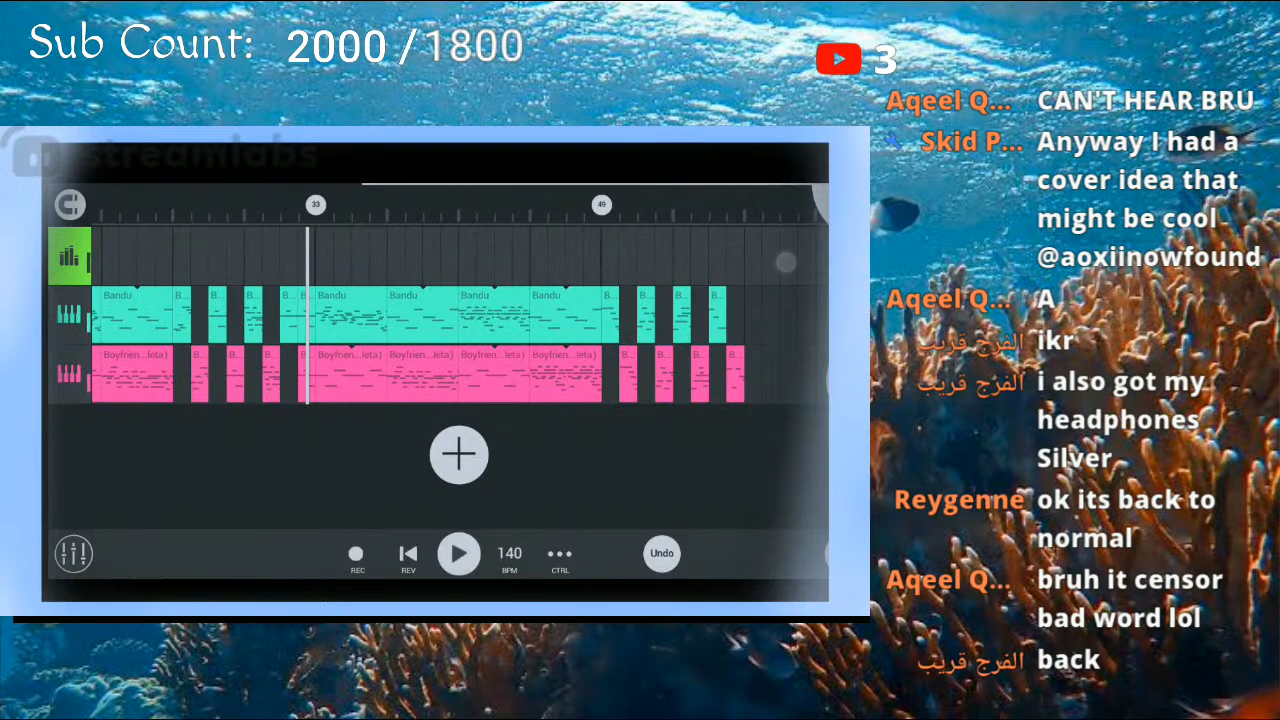 Sub Count: 2000 / 1800
3
streamlabs
Aqeel Q... CAN'T HEAR BRU
Skid P... Anyway I had a
cover idea that
might be cool
@aoxiinowfound
Aqeel Q... A
الفرج قريب ikr
الفرج قريب i also got my
headphones
Silver
Reygenne ok its back to
normal
Aqeel Q... bruh it censor
bad word lol
الفرج قريب back
33 49
Bandu B... B... B... B... Bandu Bandu Bandu Bandu B... B... B... B...
Boyfrien...leta) B... B... B... B... Boyfrien...leta) Boyfrien...leta) Boyfrien...leta) Boyfrien...leta) B... B... B... B...
140 Undo
REC REV BPM CTRL